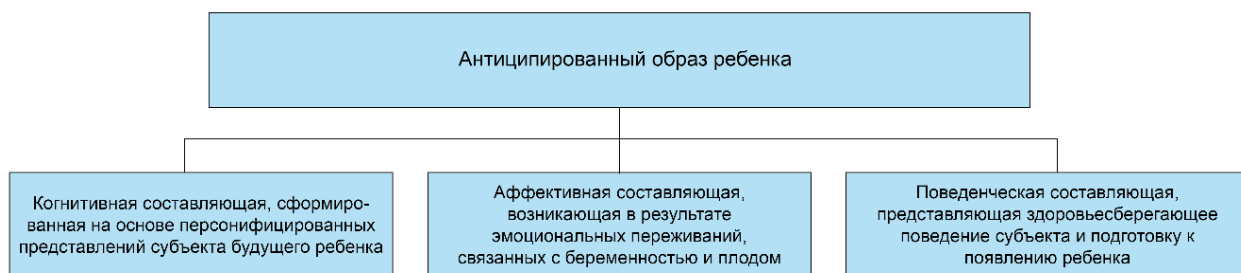 Антиципированный образ ребенка
Когнитивная составляющая, сформиро-
ванная на основе персонифицированных
представлений субъекта будущего ребенка
Аффективная составляющая,
возникающая в результате
эмоциональных переживаний,
связанных с беременностью и плодом
Поведенческая составляющая,
представляющая здоровьесберегающее
поведение субъекта и подготовку к
появлению ребенка